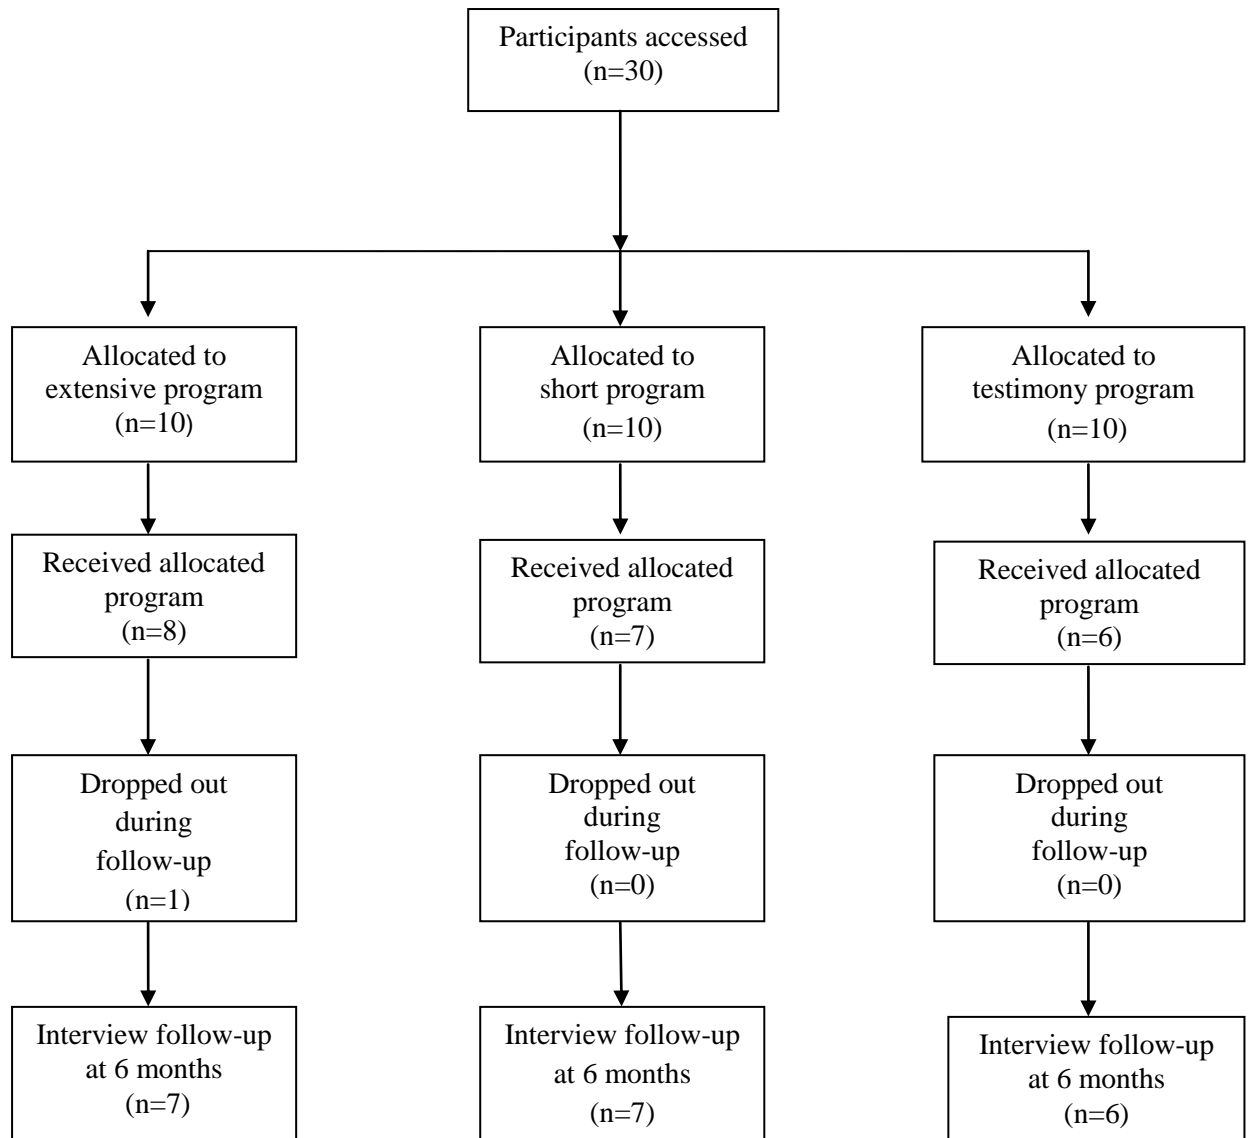 Participants accessed
(n=30)
Allocated to
extensive program
(n=10)
Allocated to
short program
(n=10)
Allocated to
testimony program
(n=10)
Received allocated
program
(n=8)
Received allocated
program
(n=7)
Received allocated
program
(n=6)
Dropped out
during
follow-up
(n=1)
Dropped out
during
follow-up
(n=0)
Dropped out
during
follow-up
(n=0)
Interview follow-up
at 6 months
(n=7)
Interview follow-up
at 6 months
(n=7)
Interview follow-up
at 6 months
(n=6)